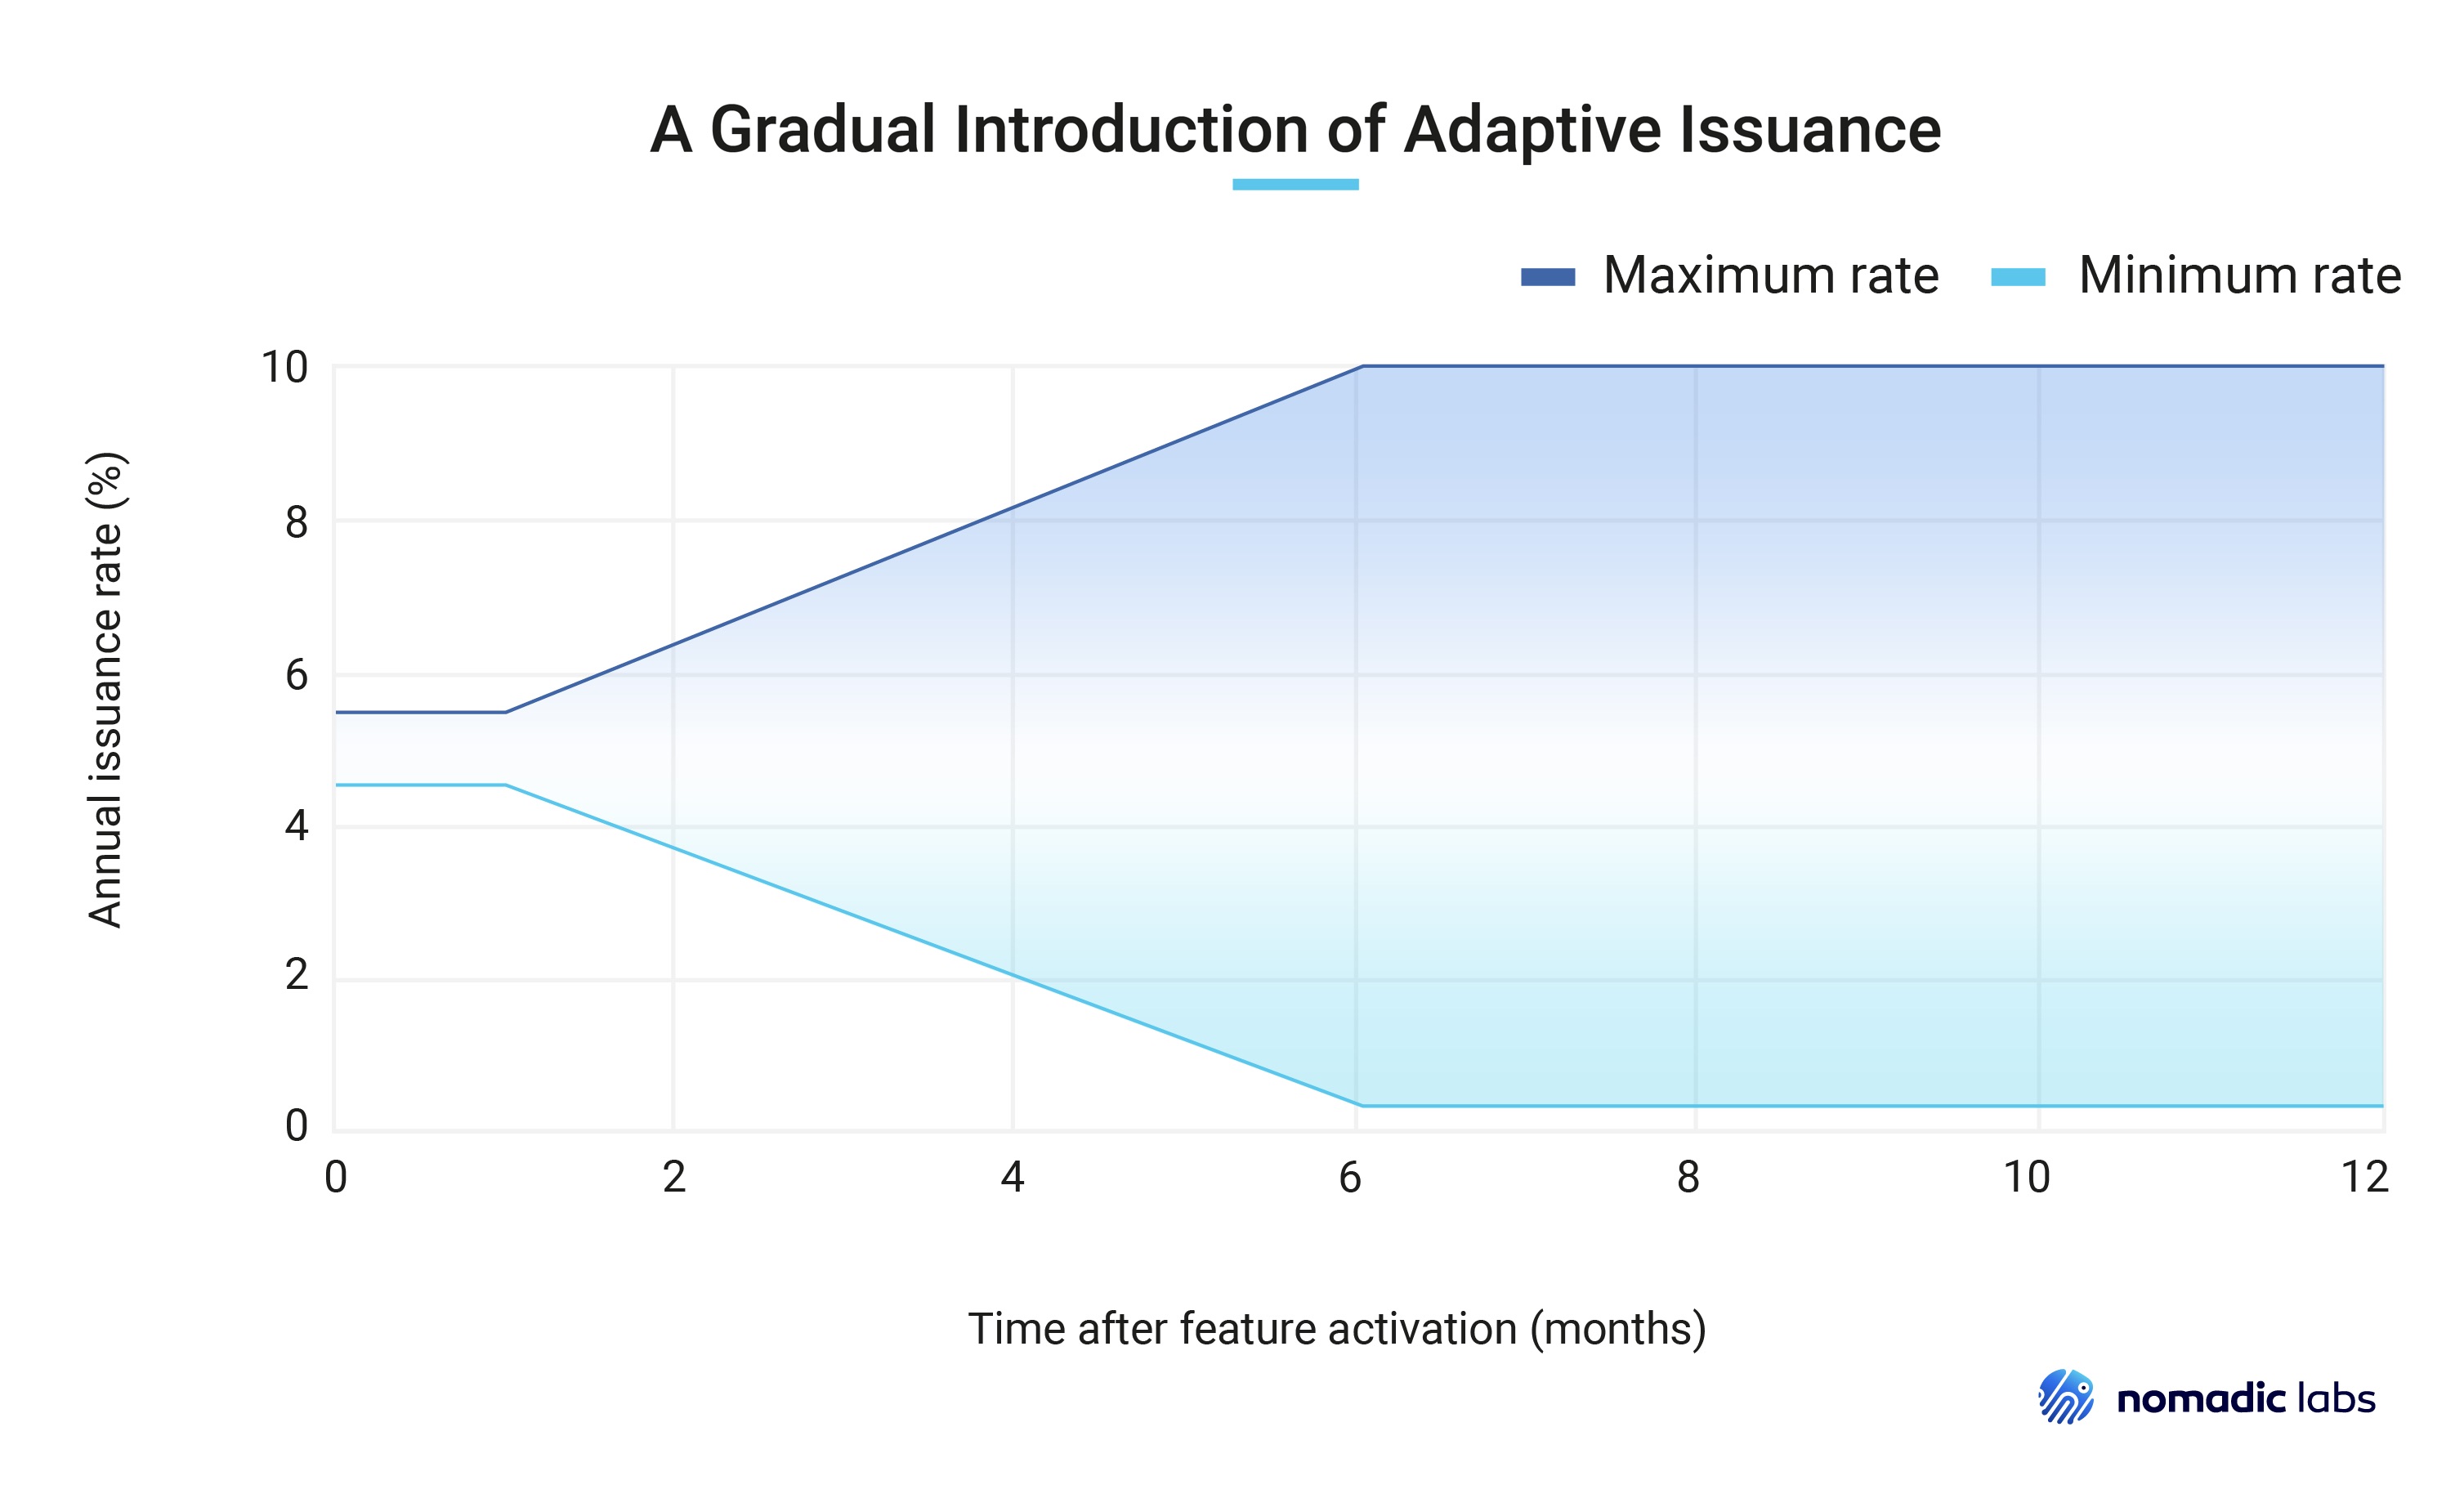 A Gradual Introduction of Adaptive Issuance
Maximum rate Minimum rate
Annual issuance rate (%)
10
8
6
4
2
0
0 2 4 6 8 10 12
Time after feature activation (months)
nomadic labs